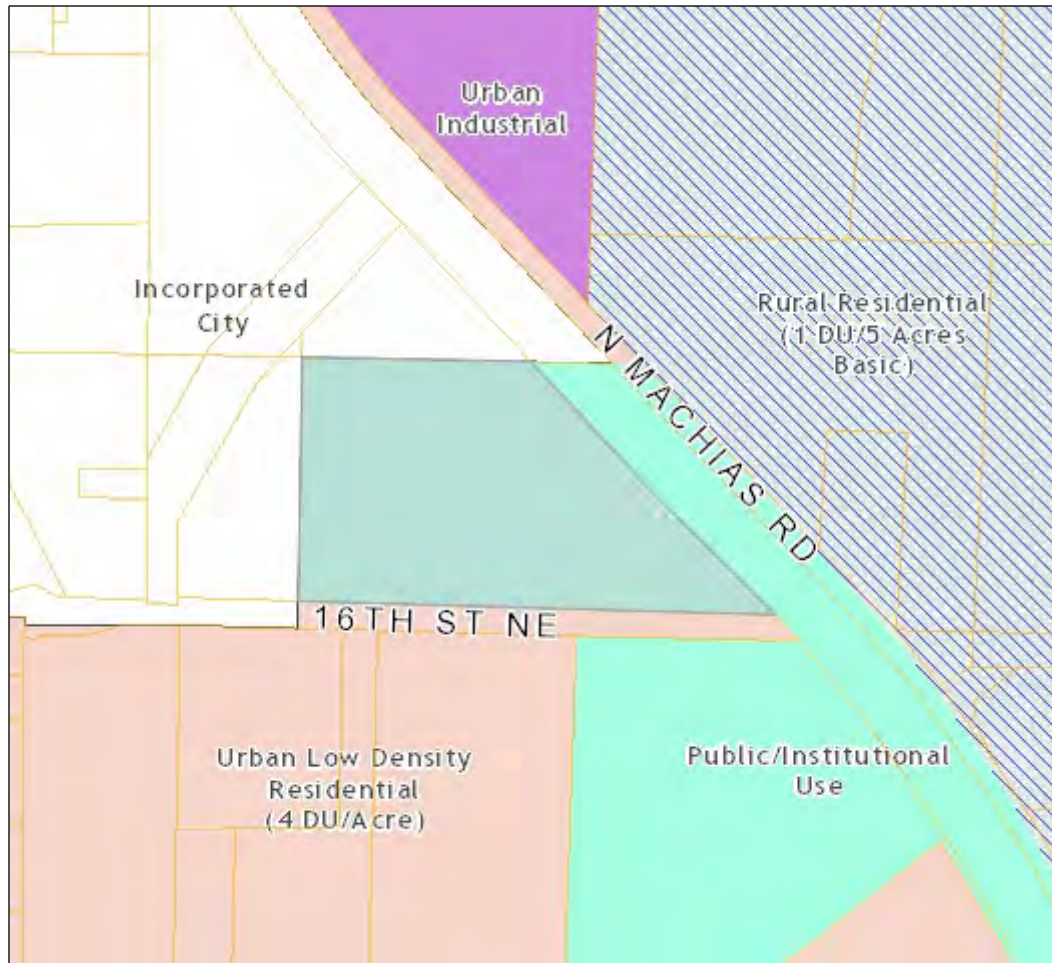 Urban
Industrial
Incorporated
City
Rural Residential
(1 DU/5 Acres
Basic)
N MACHIAS RD
16TH ST NE
Urban Low Density
Residential
(4 DU/Acre)
Public/Institutional
Use